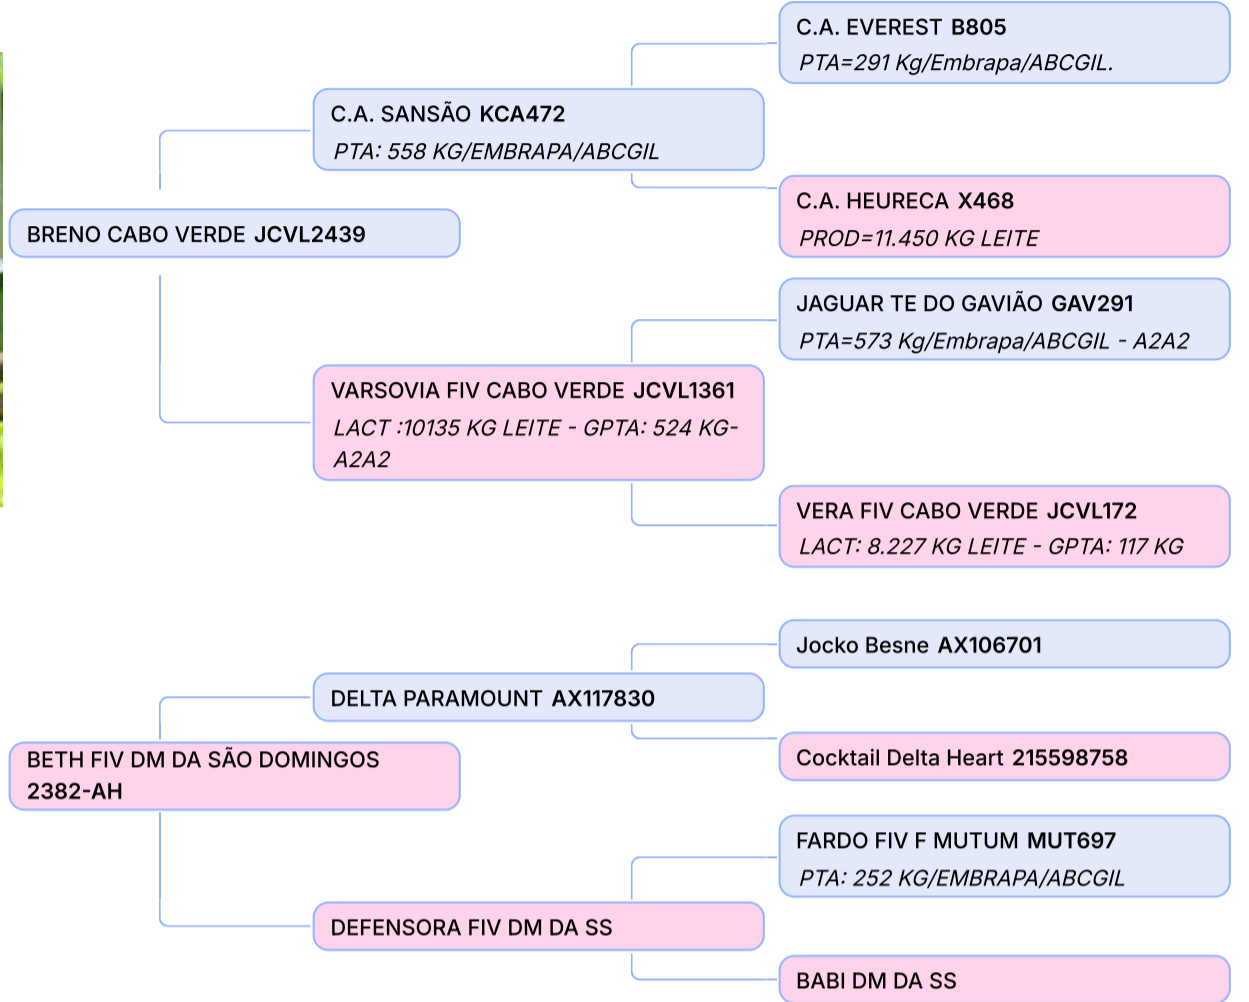 C.A. EVEREST B805
PTA=291 Kg/Embrapa/ABCGIL.
C.A. SANSÃO KCA472
PTA: 558 KG/EMBRAPA/ABCGIL
C.A. HEURECA X468
PROD=11.450 KG LEITE
BRENO CABO VERDE JCVL2439
JAGUAR TE DO GAVIÃO GAV291
PTA=573 Kg/Embrapa/ABCGIL - A2A2
VARSOVIA FIV CABO VERDE JCVL1361
LACT :10135 KG LEITE - GPTA: 524 KG-
A2A2
VERA FIV CABO VERDE JCVL172
LACT: 8.227 KG LEITE - GPTA: 117 KG
Jocko Besne AX106701
DELTA PARAMOUNT AX117830
Cocktail Delta Heart 215598758
BETH FIV DM DA SÃO DOMINGOS
2382-AH
FARDO FIV F MUTUM MUT697
PTA: 252 KG/EMBRAPA/ABCGIL
DEFENSORA FIV DM DA SS
BABI DM DA SS